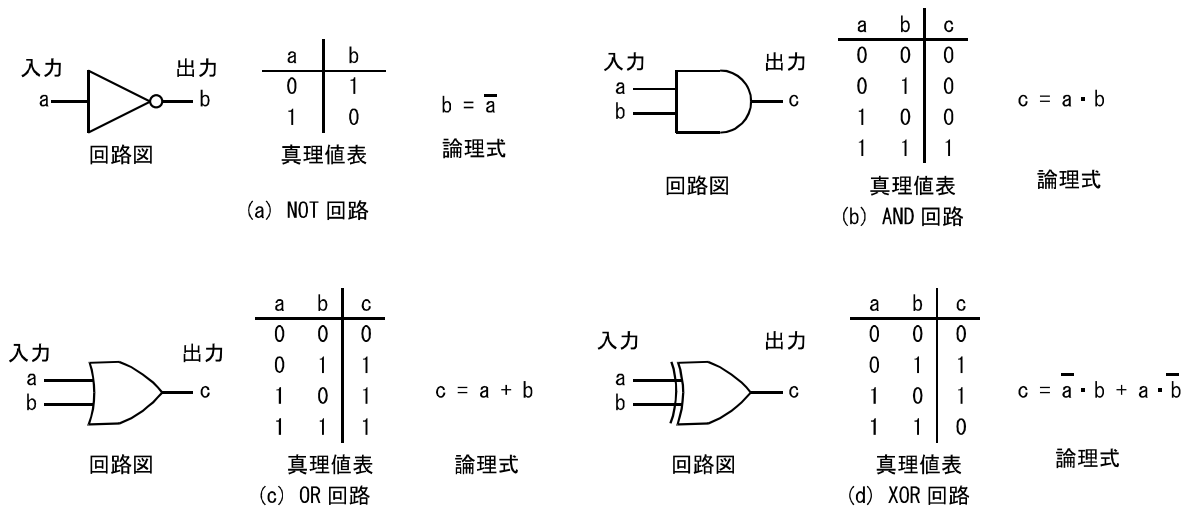 入力 出力
a b
a b
0 1
1 0
b = a̅
回路図
真理値表
論理式
(a) NOT 回路
入力 出力
a
b
c
a b c
0 0 0
0 1 0
1 0 0
1 1 1
c = a・b
回路図
真理値表
論理式
(b) AND 回路
入力 出力
a
b
c
a b c
0 0 0
0 1 1
1 0 1
1 1 1
c = a + b
回路図
真理値表
論理式
(c) OR 回路
入力 出力
a
b
c
a b c
0 0 0
0 1 1
1 0 1
1 1 0
c = a̅・b + a・b̅
回路図
真理値表
論理式
(d) XOR 回路